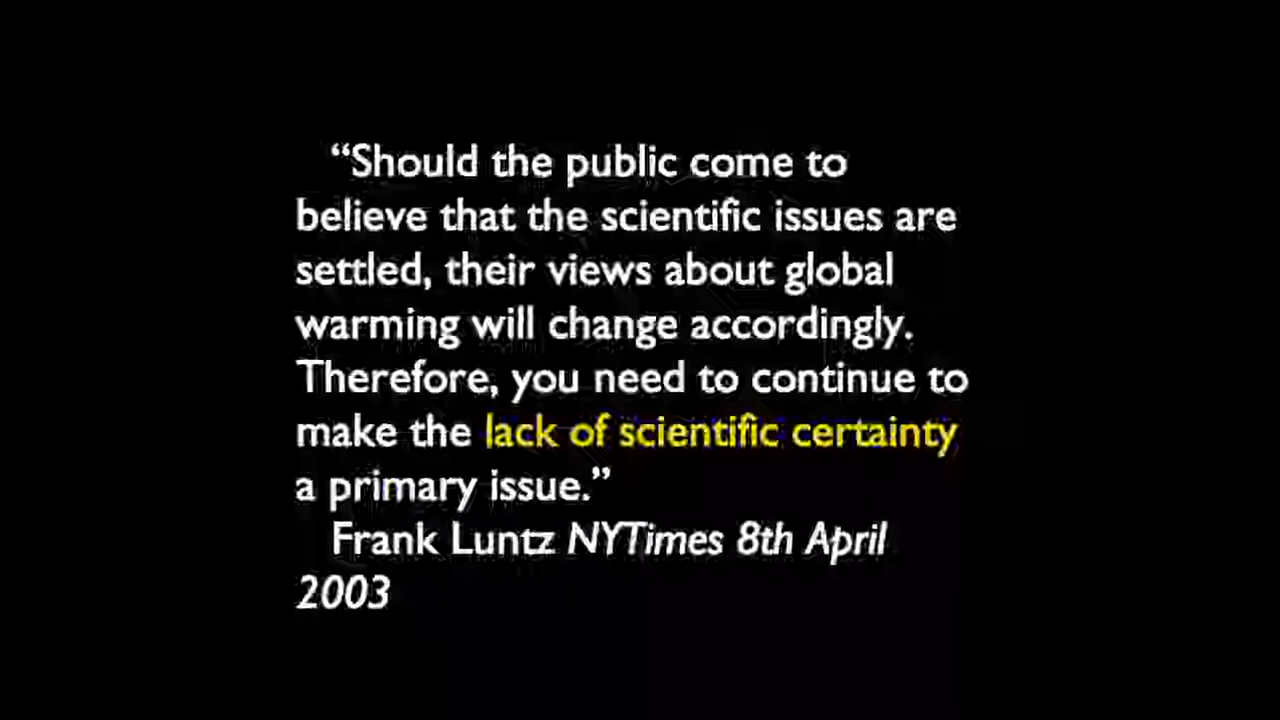 “Should the public come to
believe that the scientific issues are
settled, their views about global
warming will change accordingly.
Therefore, you need to continue to
make the lack of scientific certainty
a primary issue.”
Frank Luntz NYTimes 8th April
2003